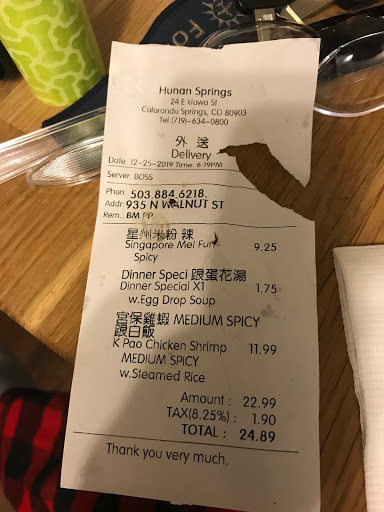 Hunan Springs
24 E kiowa St
Colorando Springs, CO 80903
Tel:(719)-634-0800
外 送
Delivery
Date: 12-25-2019 Time: 6:19PM
Server: BOSS
Phon: 503.884.6218.
Addr: 935 N WALNUT ST
Rem.: BM PP
星州米粉 辣
Singapore Mei Fun 9.25
Spicy
Dinner Speci 跟蛋花湯
Dinner Special X1 1.75
w.Egg Drop Soup
宮保雞蝦 MEDIUM SPICY
跟白飯
K Pao Chicken Shrimp 11.99
MEDIUM SPICY
w.Steamed Rice
Amount : 22.99
TAX(8.25%) : 1.90
TOTAL : 24.89
Thank you very much,